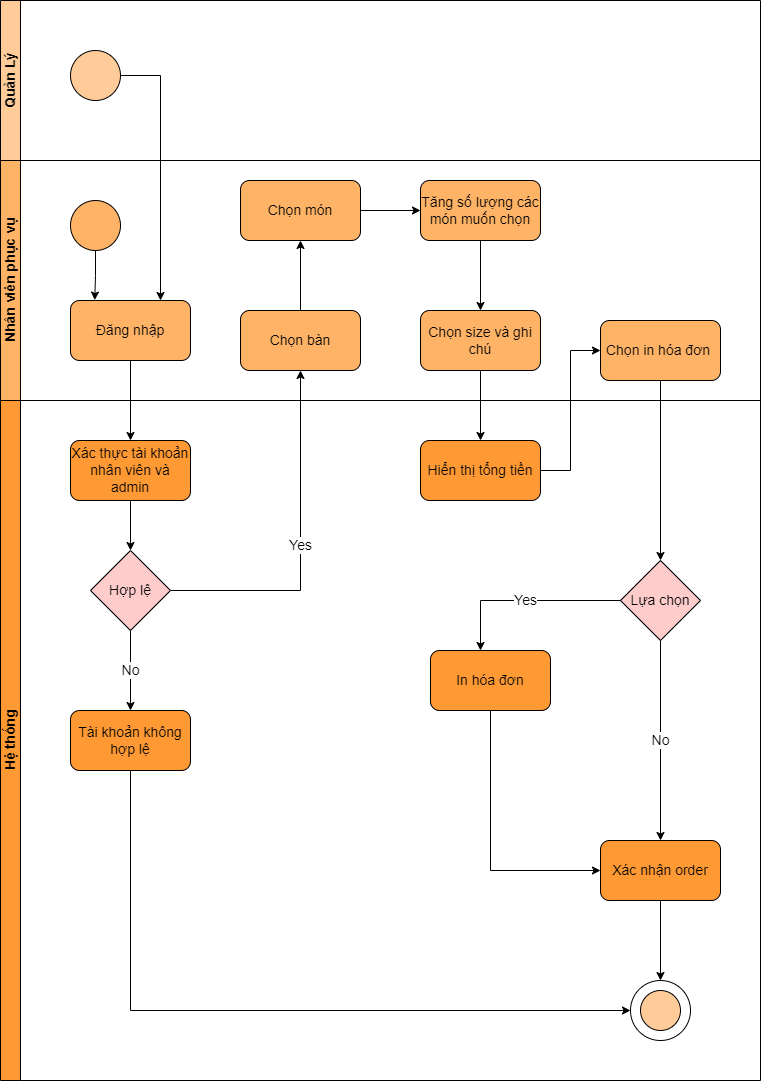 Quản Lý
Nhân viên phục vụ
Chọn món
Tăng số lượng các
món muốn chọn
Đăng nhập
Chọn bàn
Chọn size và ghi
chú
Chọn in hóa đơn
Hệ thống
Xác thực tài khoản
nhân viên và
admin
Hiển thị tổng tiền
Yes
Hợp lệ
No
Tài khoản không
hợp lệ
Lựa chọn
Yes
In hóa đơn
No
Xác nhận order